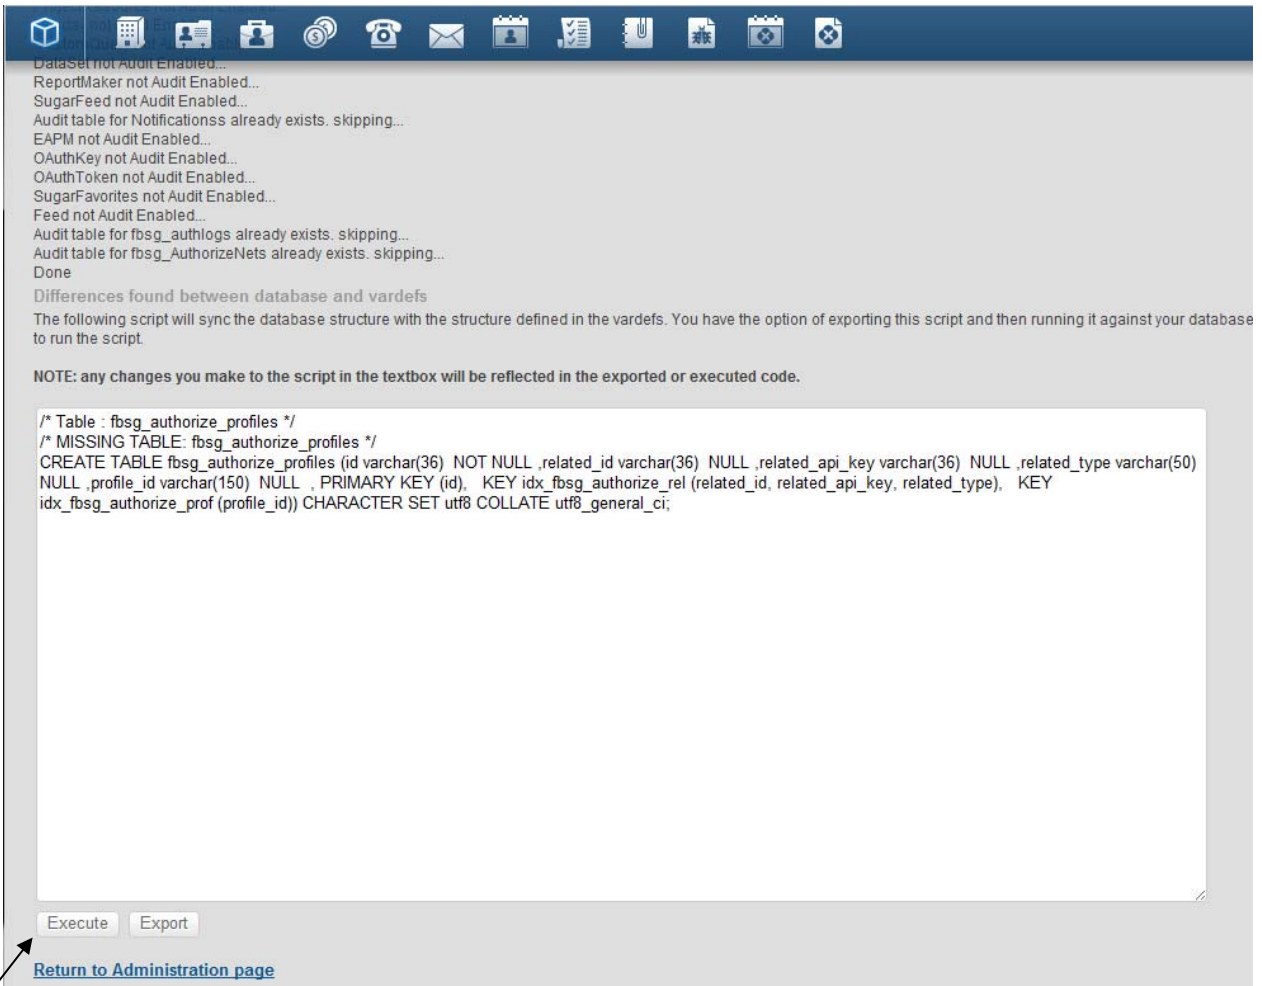 DataSet not Audit Enabled...
ReportMaker not Audit Enabled...
SugarFeed not Audit Enabled...
Audit table for Notificationss already exists. skipping...
EAPM not Audit Enabled...
OAuthKey not Audit Enabled...
OAuthToken not Audit Enabled...
SugarFavorites not Audit Enabled...
Feed not Audit Enabled...
Audit table for fbsg_authlogs already exists. skipping...
Audit table for fbsg_AuthorizeNets already exists. skipping...
Done
Differences found between database and vardefs
The following script will sync the database structure with the structure defined in the vardefs. You have the option of exporting this script and then running it against your database
to run the script.
NOTE: any changes you make to the script in the textbox will be reflected in the exported or executed code.
/* Table : fbsg_authorize_profiles */
/* MISSING TABLE: fbsg_authorize_profiles */
CREATE TABLE fbsg_authorize_profiles (id varchar(36)  NOT NULL ,related_id varchar(36)  NULL ,related_api_key varchar(36)  NULL ,related_type varchar(50)
NULL ,profile_id varchar(150)  NULL  , PRIMARY KEY (id),   KEY idx_fbsg_authorize_rel (related_id, related_api_key, related_type),   KEY
idx_fbsg_authorize_prof (profile_id)) CHARACTER SET utf8 COLLATE utf8_general_ci;
Execute Export
Return to Administration page